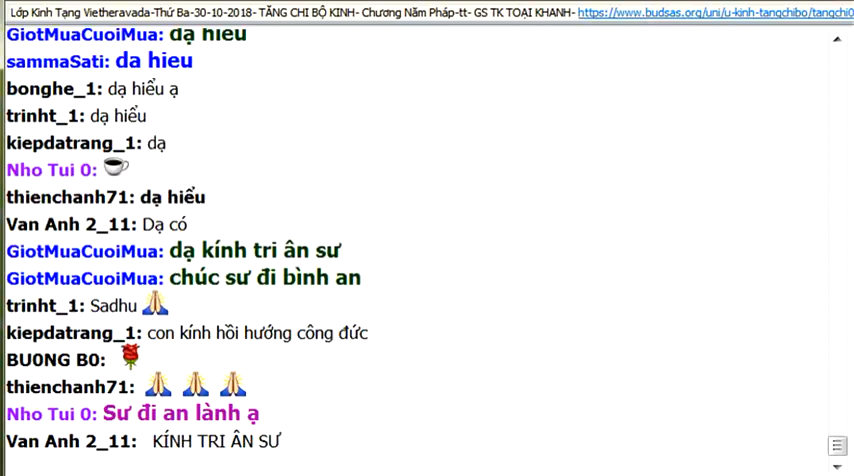 Lớp Kinh Tạng Vietheravada-Thứ Ba-30-10-2018- TĂNG CHI BỘ KINH- Chương Năm Pháp-tt- GS TK TOẠI KHANH- https://www.budsas.org/uni/u-kinh-tangchibo/tangchi0
GiotMuaCuoiMua: dạ hiểu
sammaSati: da hieu
bonghe_1: dạ hiểu ạ
trinht_1: dạ hiểu
kiepdatrang_1: dạ
Nho Tui 0: ☕
thienchanh71: dạ hiểu
Van Anh 2_11: Dạ có
GiotMuaCuoiMua: dạ kính tri ân sư
GiotMuaCuoiMua: chúc sư đi bình an
trinht_1: Sadhu 🙏
kiepdatrang_1: con kính hồi hướng công đức
BU0NG B0: 🌹
thienchanh71: 🙏 🙏 🙏
Nho Tui 0: Sư đi an lành ạ
Van Anh 2_11: KÍNH TRI ÂN SƯ